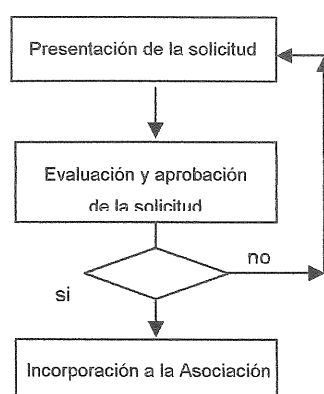 Presentación de la solicitud
Evaluación y aprobación
de la solicitud
no
si
Incorporación a la Asociación